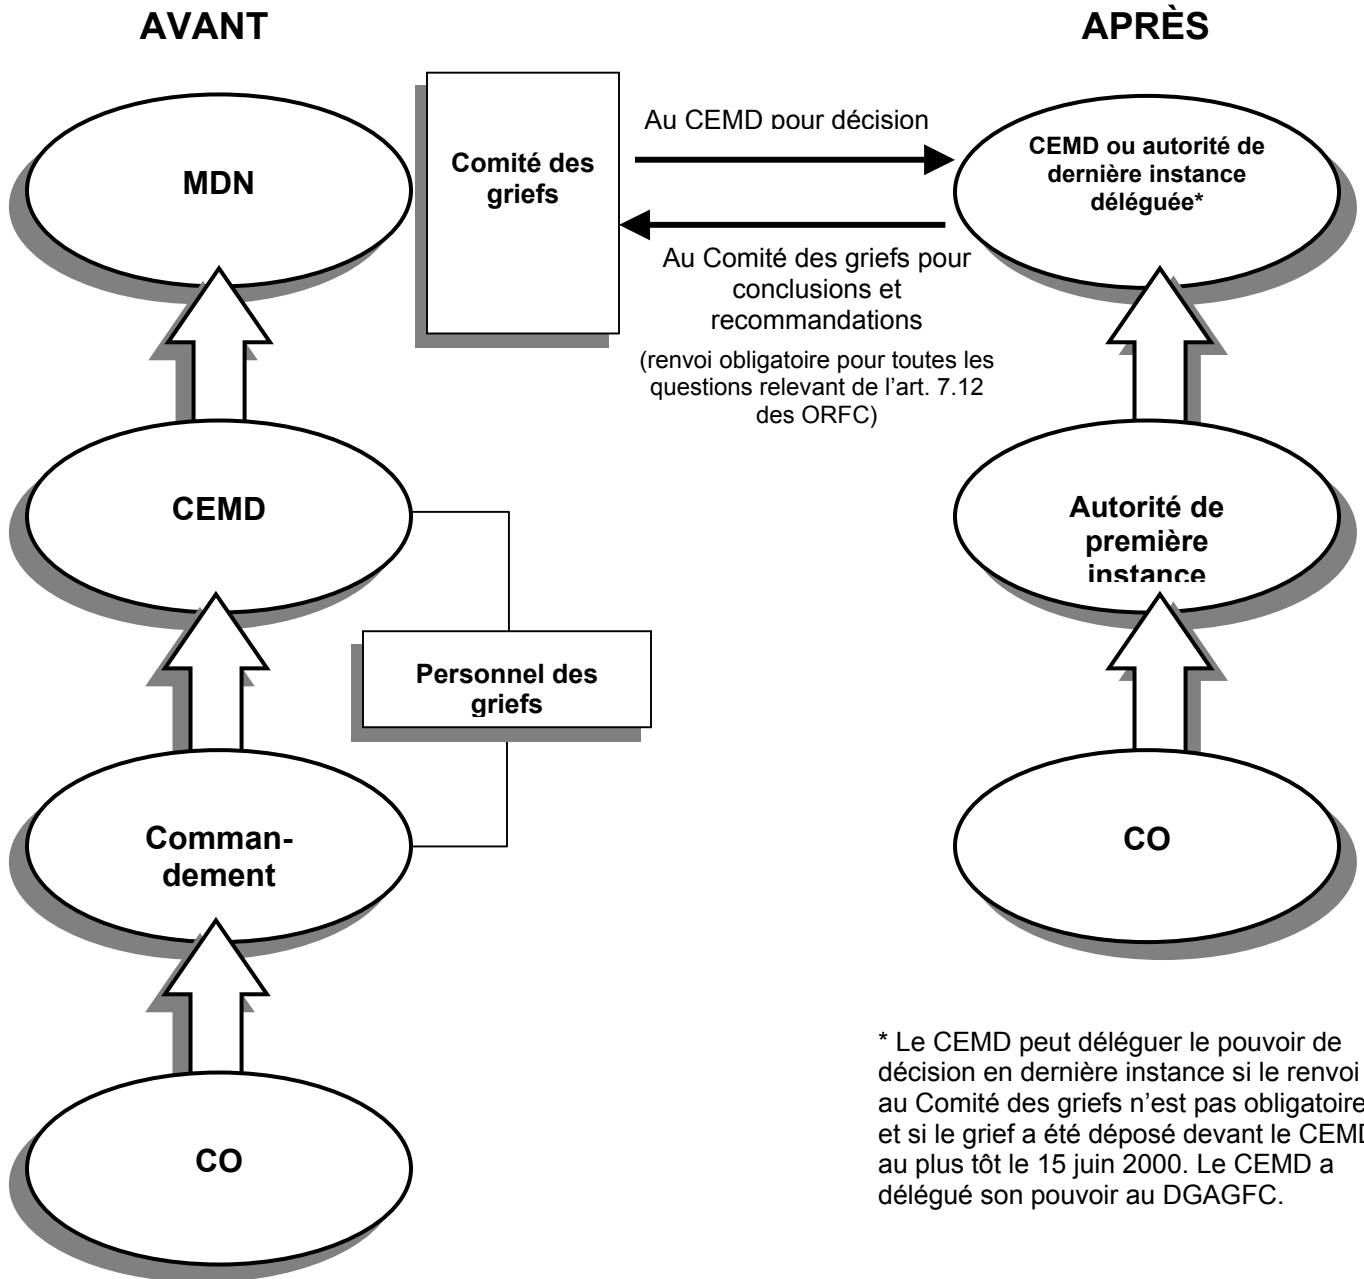 AVANT
APRÈS
MDN
Comité des
griefs
Au CEMD pour décision
Au Comité des griefs pour
conclusions et
recommandations
(renvoi obligatoire pour toutes les
questions relevant de l’art. 7.12
des ORFC)
CEMD ou autorité de
dernière instance
déléguée*
CEMD
Autorité de
première
instance
Personnel des
griefs
Comman-
dement
CO
CO
* Le CEMD peut déléguer le pouvoir de
décision en dernière instance si le renvoi
au Comité des griefs n’est pas obligatoire
et si le grief a été déposé devant le CEMD
au plus tôt le 15 juin 2000. Le CEMD a
délégué son pouvoir au DGAGFC.